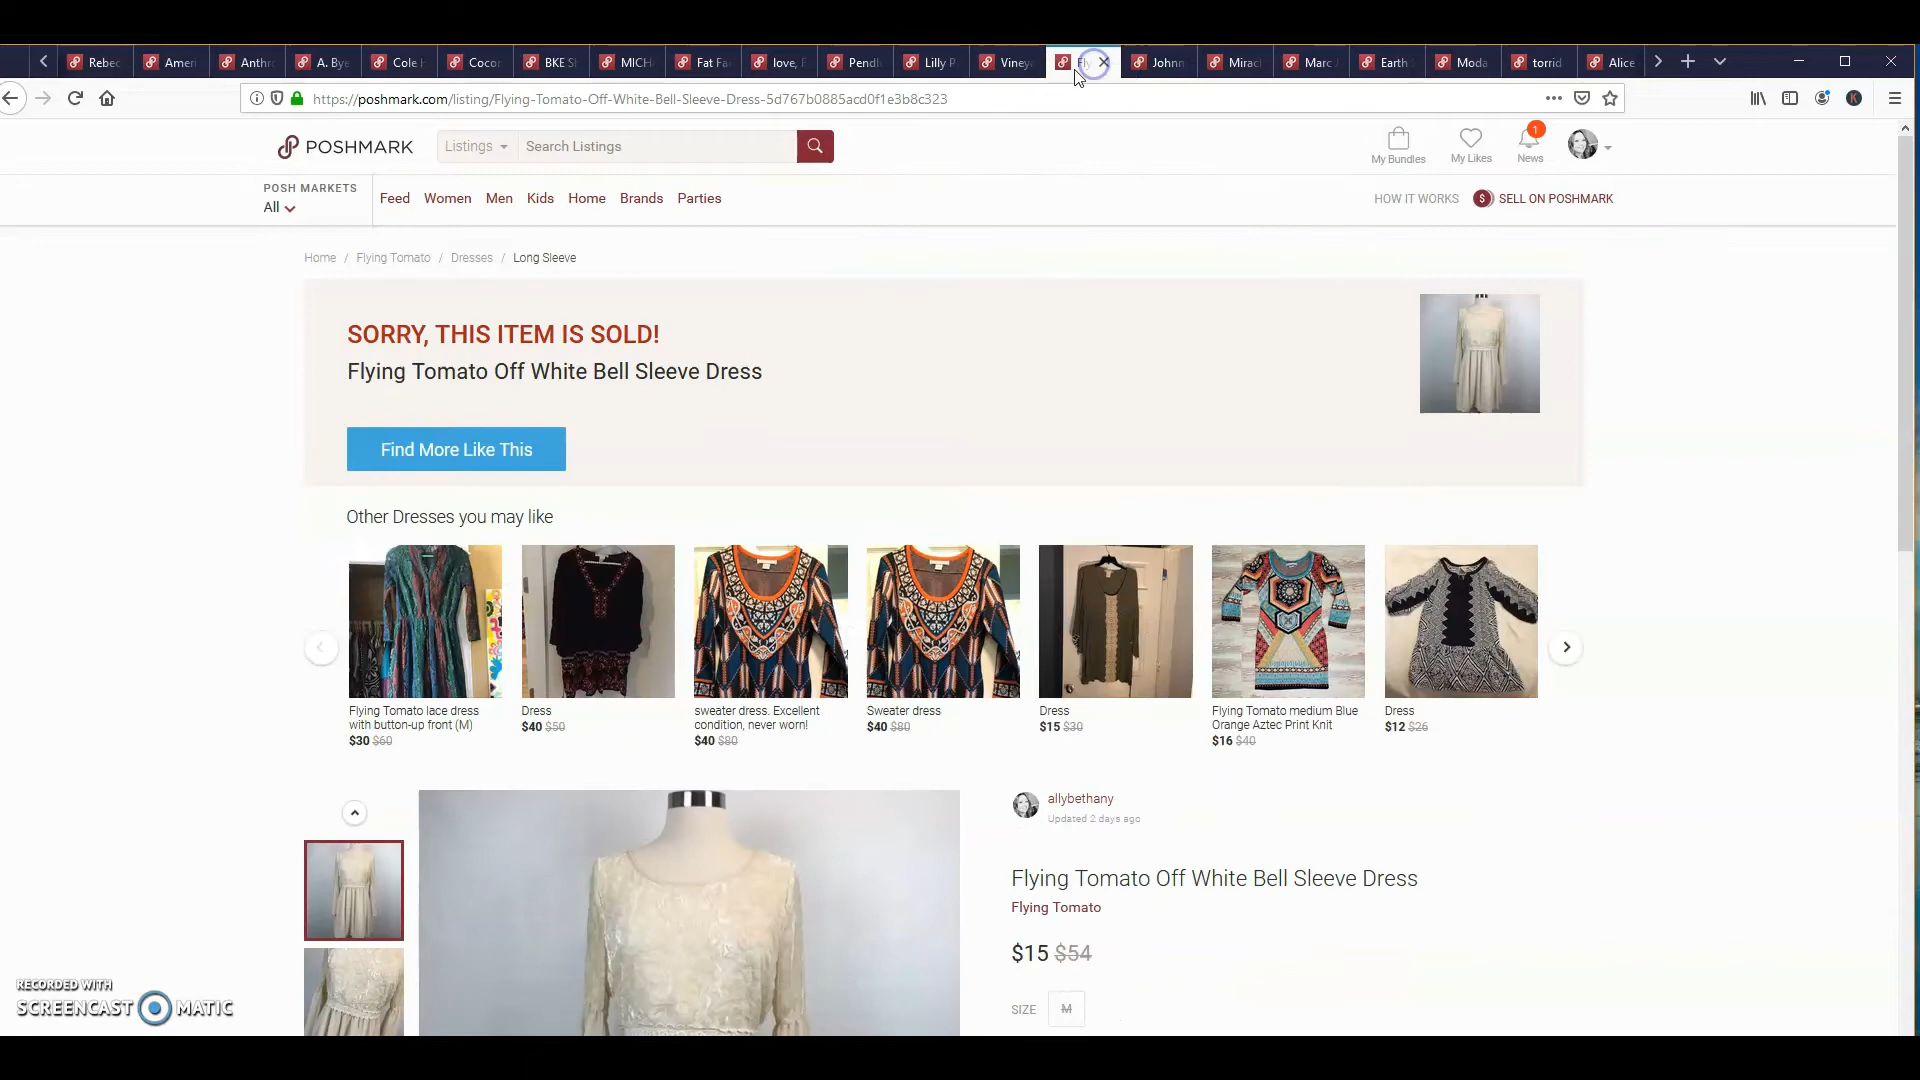 Rebec Ameri Anthr A. Bye Cole H Cocor BKE S MICH Fat Fa love, F Pendl Lilly P Vineya Fly Johnn Mirac Marc Earth Moda torrid Alice
https://poshmark.com/listing/Flying-Tomato-Off-White-Bell-Sleeve-Dress-5d767b0885acd0f1e3b8c323
POSHMARK Listings Search Listings My Bundles My Likes 1 News
POSH MARKETS
All
Feed Women Men Kids Home Brands Parties HOW IT WORKS $ SELL ON POSHMARK
Home / Flying Tomato / Dresses / Long Sleeve
SORRY, THIS ITEM IS SOLD!
Flying Tomato Off White Bell Sleeve Dress
Find More Like This
Other Dresses you may like
Flying Tomato lace dress
with button-up front (M)
$30 $60
Dress
$40 $50
sweater dress. Excellent
condition, never worn!
$40 $80
Sweater dress
$40 $80
Dress
$15 $30
Flying Tomato medium Blue
Orange Aztec Print Knit
$16 $40
Dress
$12 $26
allybethany
Updated 2 days ago
Flying Tomato Off White Bell Sleeve Dress
Flying Tomato
$15 $54
SIZE M
RECORDED WITH
SCREENCAST MATIC